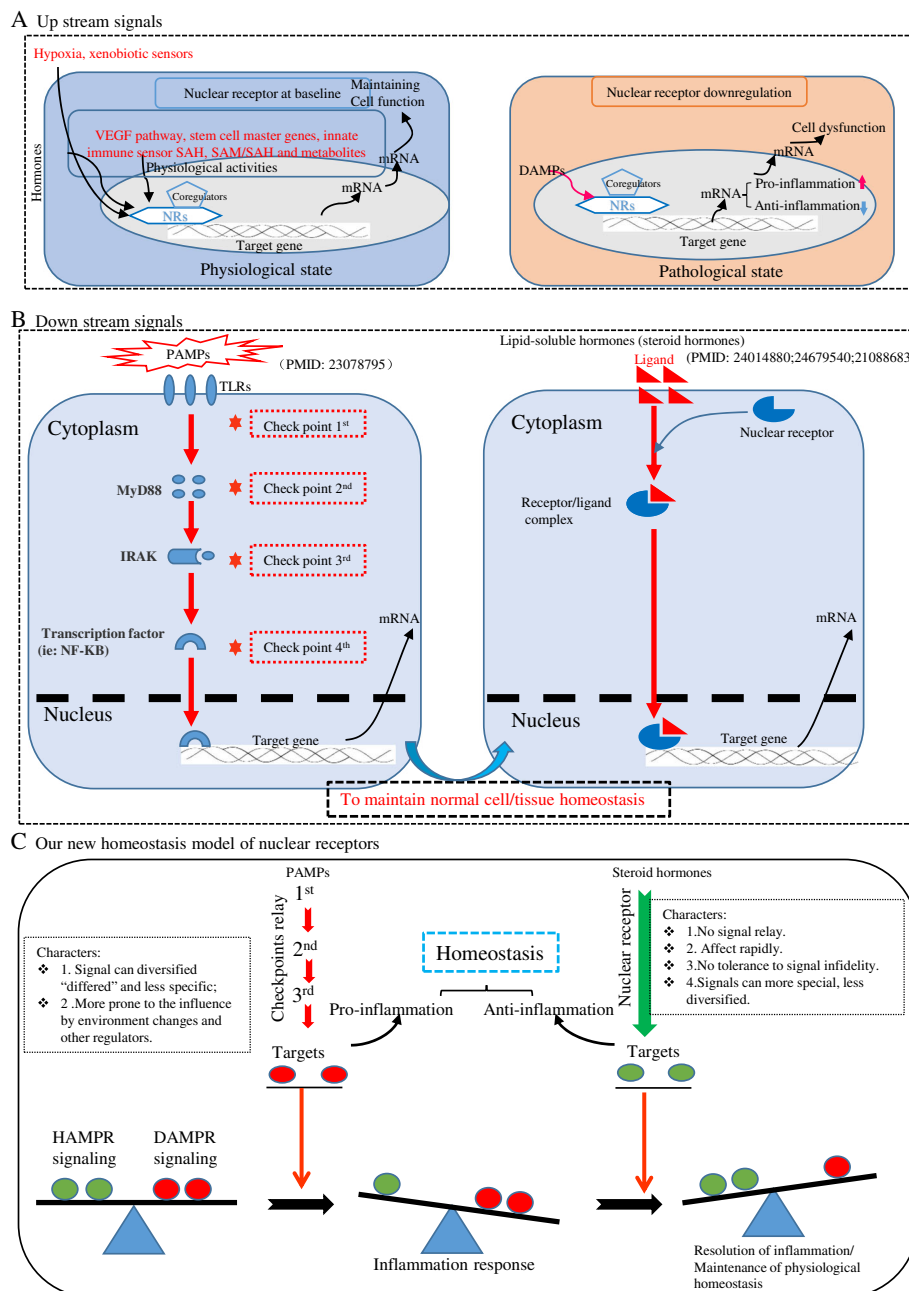 A Up stream signals
Hypoxia, xenobiotic sensors
Hormones
Nuclear receptor at baseline
Maintaining
Cell function
VEGF pathway, stem cell master genes, innate
immune sensor SAH, SAM/SAH and metabolites
Physiological activities
mRNA
mRNA
Coregulators
NRs
Target gene
Physiological state
Nuclear receptor downregulation
Cell dysfunction
mRNA
DAMPs
Coregulators
NRs
mRNA
Pro-inflammation
Anti-inflammation
Target gene
Pathological state
B Down stream signals
PAMPs
(PMID: 23078795)
TLRs
Cytoplasm
Check point 1st
MyD88
Check point 2nd
IRAK
Check point 3rd
Transcription factor
(ie: NF-KB)
Check point 4th
mRNA
Nucleus
Target gene
Lipid-soluble hormones (steroid hormones)
Ligand
(PMID: 24014880;24679540;21088683
Cytoplasm
Nuclear receptor
Receptor/ligand
complex
mRNA
Nucleus
Target gene
To maintain normal cell/tissue homeostasis
C Our new homeostasis model of nuclear receptors
PAMPs
Checkpoints relay
1st
2nd
3rd
Characters:
❖ 1. Signal can diversified
“differed” and less specific;
❖ 2 .More prone to the influence
by environment changes and
other regulators.
Homeostasis
Pro-inflammation
Anti-inflammation
Targets
Steroid hormones
Nuclear receptor
Characters:
❖ 1.No signal relay.
❖ 2. Affect rapidly.
❖ 3.No tolerance to signal infidelity.
❖ 4.Signals can more special, less
diversified.
Targets
HAMPR
signaling
DAMPR
signaling
Inflammation response
Resolution of inflammation/
Maintenance of physiological
homeostasis